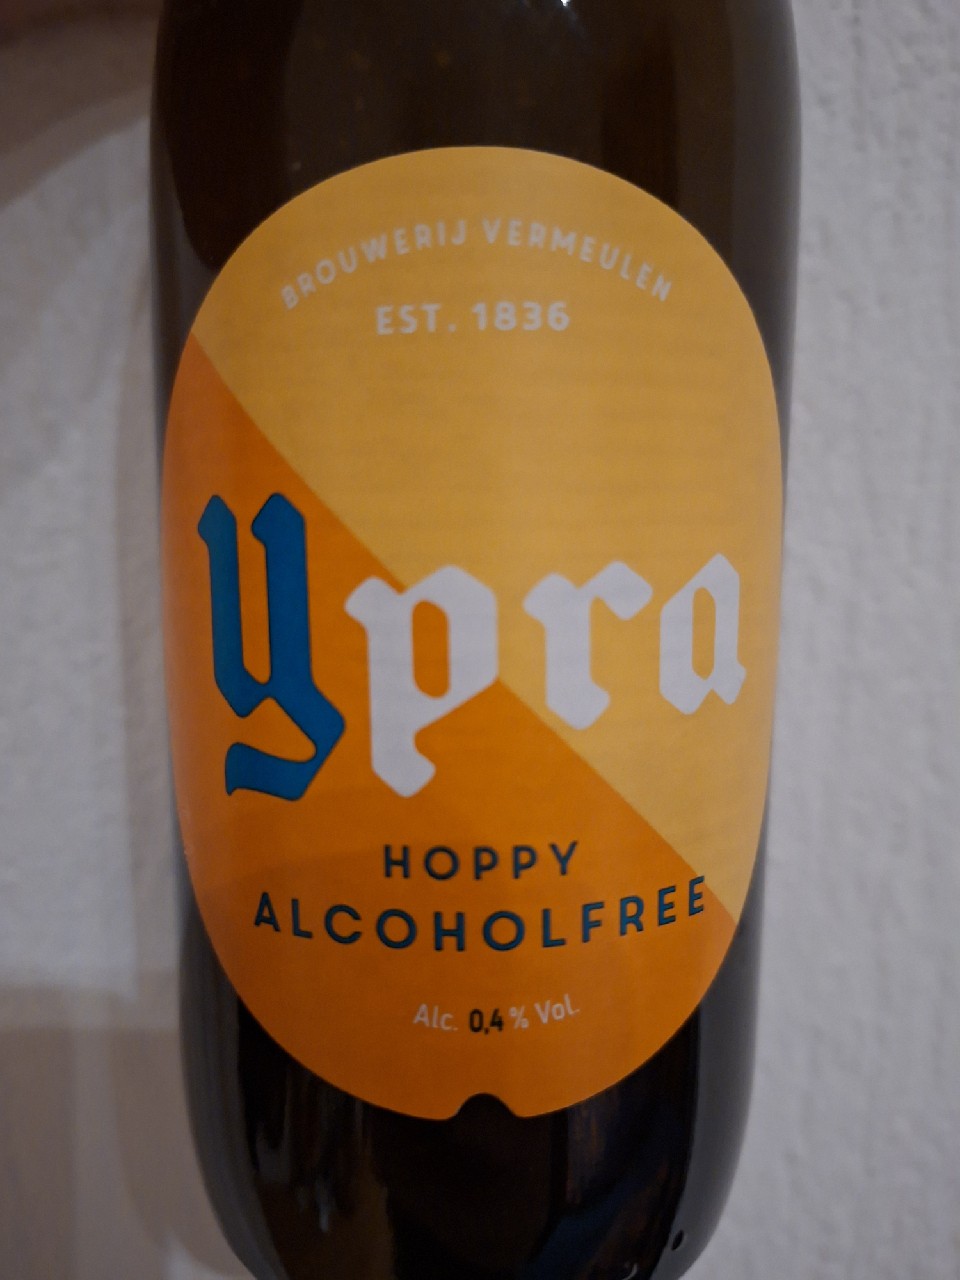 BROUWERIJ VERMEULEN
EST. 1836
Ypra
HOPPY
ALCOHOLFREE
Alc. 0,4 % Vol.